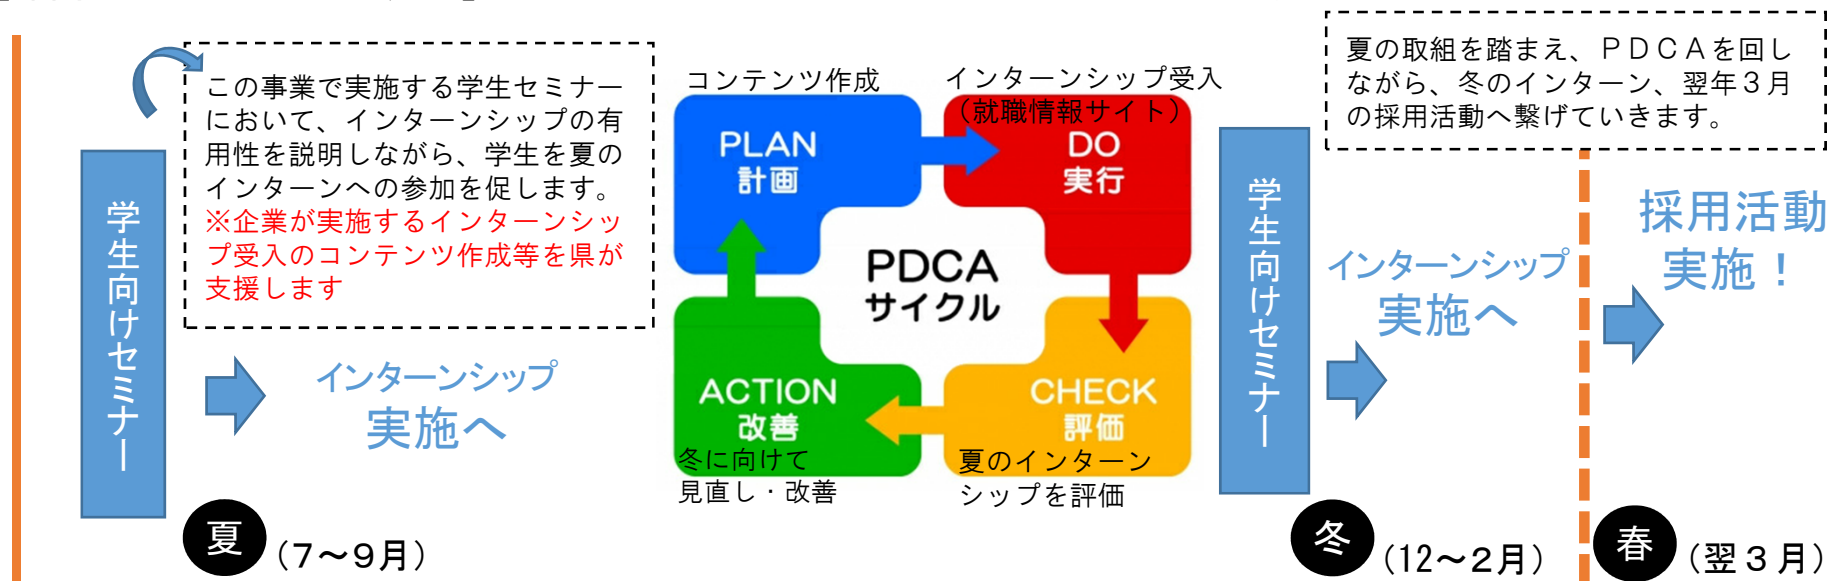 この事業で実施する学生セミナー
において、インターンシップの有
用性を説明しながら、学生を夏の
インターンへの参加を促します。
※企業が実施するインターンシッ
プ受入のコンテンツ作成等を県が
支援します
学生向けセミナー
インターンシップ
実施へ
夏
(7～9月)
コンテンツ作成
PLAN
計画
インターンシップ受入
(就職情報サイト)
DO
実行
PDCA
サイクル
ACTION
改善
冬に向けて
見直し・改善
CHECK
評価
夏のインターン
シップを評価
学生向けセミナー
夏の取組を踏まえ、ＰＤＣＡを回し
ながら、冬のインターン、翌年３月
の採用活動へ繋げていきます。
インターンシップ
実施へ
冬
(12～2月)
採用活動
実施！
春
(翌３月)